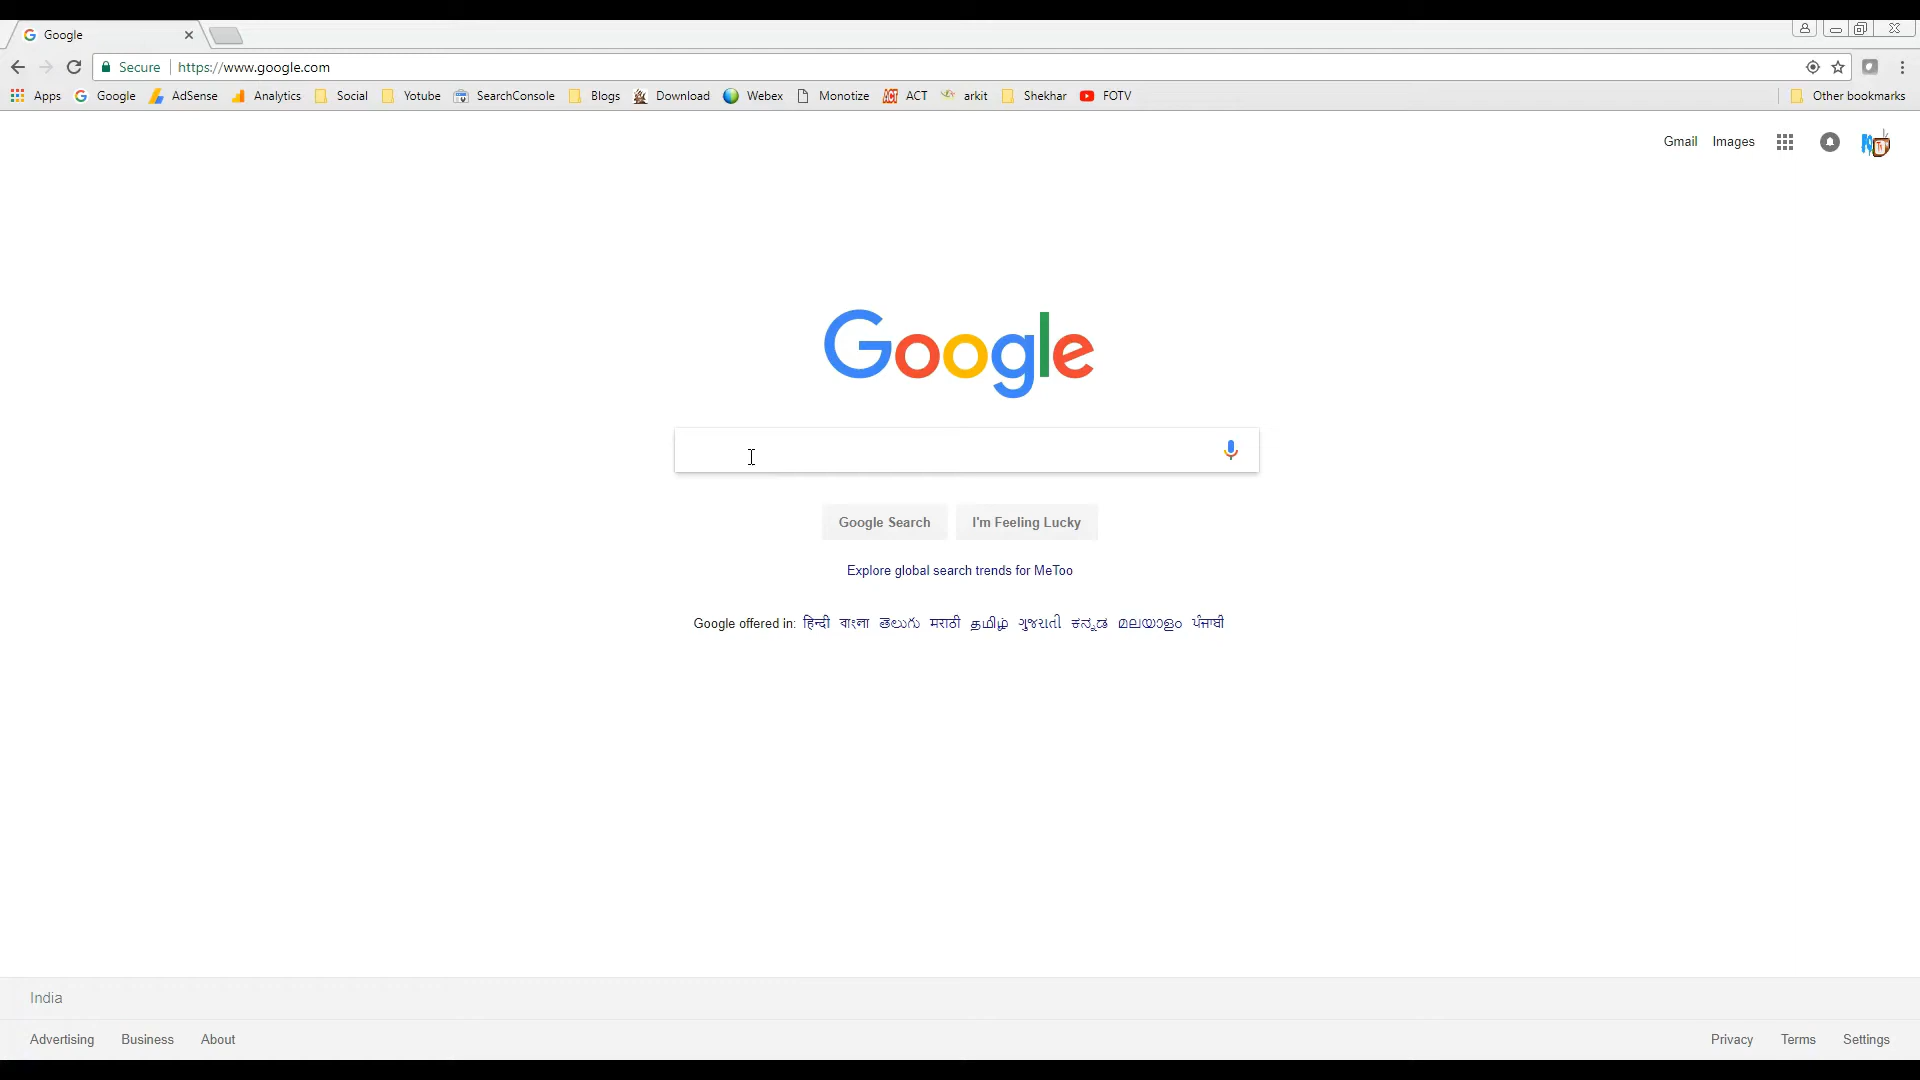 Google
Secure https://www.google.com
Apps Google AdSense Analytics Social Yotube SearchConsole Blogs Download Webex Monotize ACT arkit Shekhar FOTV Other bookmarks
Gmail Images
Google
Google Search I'm Feeling Lucky
Explore global search trends for MeToo
Google offered in: हिन्दी বাংলা తెలుగు मराठी தமிழ் ગુજરાતી ಕನ್ನಡ മലയാളം ਪੰਜਾਬੀ
India
Advertising Business About Privacy Terms Settings